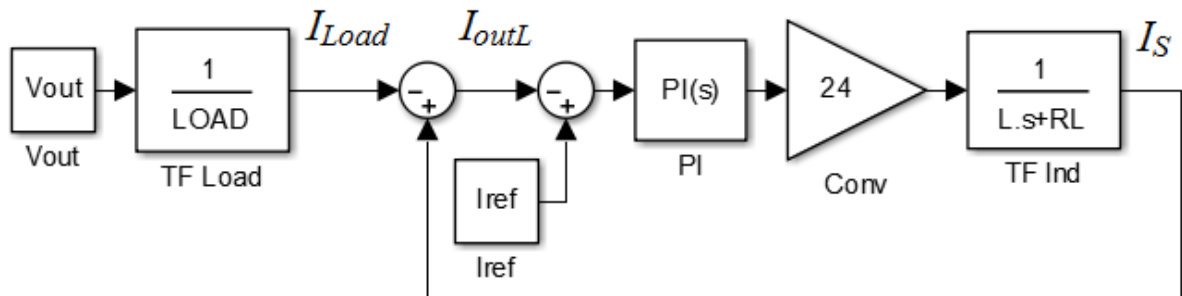 I_Load
I_outL
I_S
Vout
1
LOAD
PI(s)
24
1
L.s+RL
Vout
TF Load
Iref
PI
Conv
TF Ind
Iref